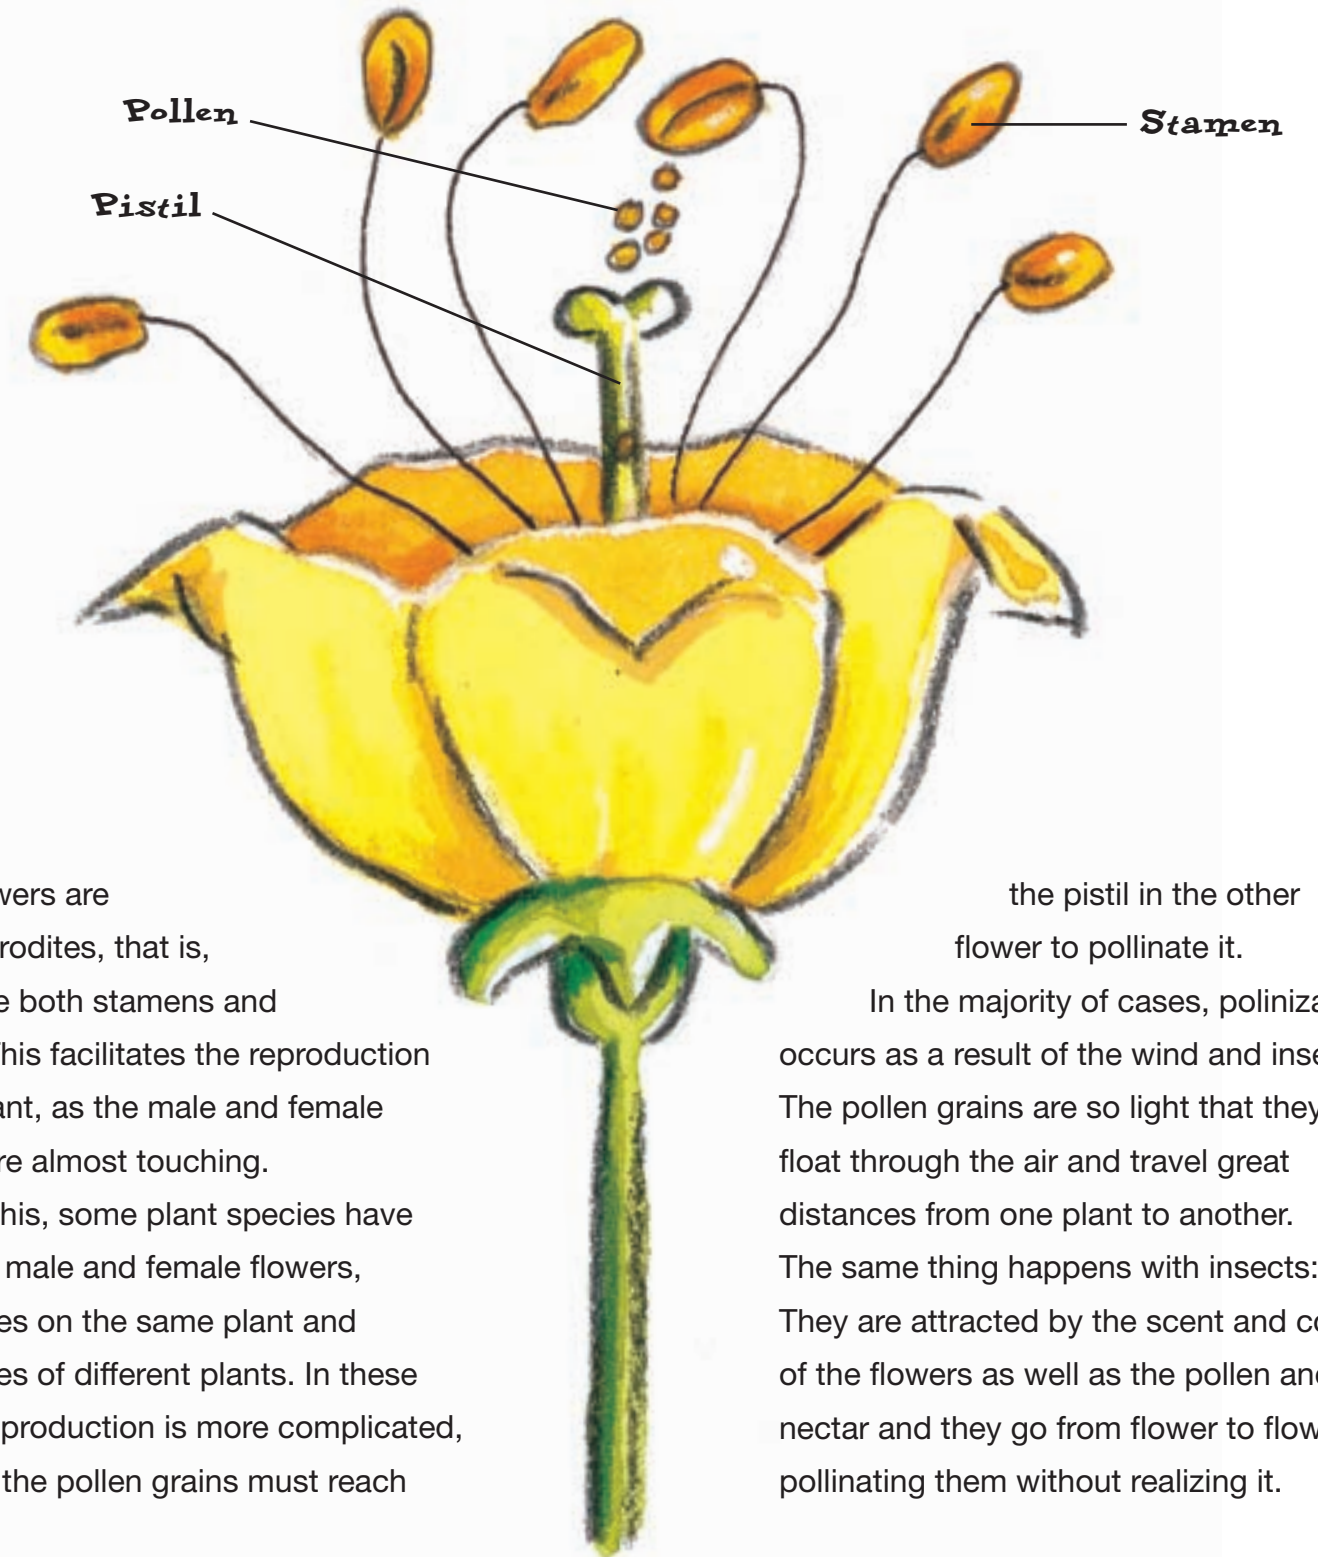 Pollen
Stamen
Pistil
wers are
rodites, that is,
e both stamens and
his facilitates the reproduction
ant, as the male and female
re almost touching.
his, some plant species have
male and female flowers,
es on the same plant and
es of different plants. In these
production is more complicated,
the pollen grains must reach
the pistil in the other
flower to pollinate it.
In the majority of cases, poliniza
occurs as a result of the wind and inse
The pollen grains are so light that they
float through the air and travel great
distances from one plant to another.
The same thing happens with insects:
They are attracted by the scent and co
of the flowers as well as the pollen and
nectar and they go from flower to flow
pollinating them without realizing it.